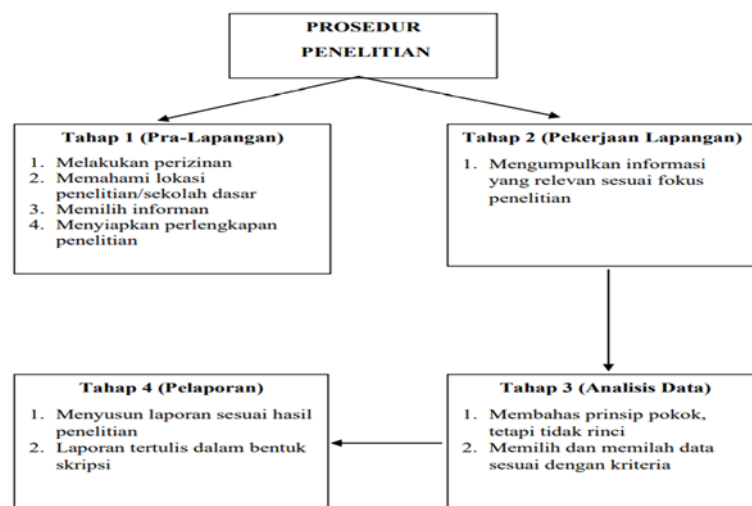 PROSEDUR
PENELITIAN
Tahap 1 (Pra-Lapangan)
1. Melakukan perizinan
2. Memahami lokasi
penelitian/sekolah dasar
3. Memilih informan
4. Menyiapkan perlengkapan
penelitian
Tahap 2 (Pekerjaan Lapangan)
1. Mengumpulkan informasi
yang relevan sesuai fokus
penelitian
Tahap 3 (Analisis Data)
1. Membahas prinsip pokok,
tetapi tidak rinci
2. Memilih dan memilah data
sesuai dengan kriteria
Tahap 4 (Pelaporan)
1. Menyusun laporan sesuai hasil
penelitian
2. Laporan tertulis dalam bentuk
skripsi